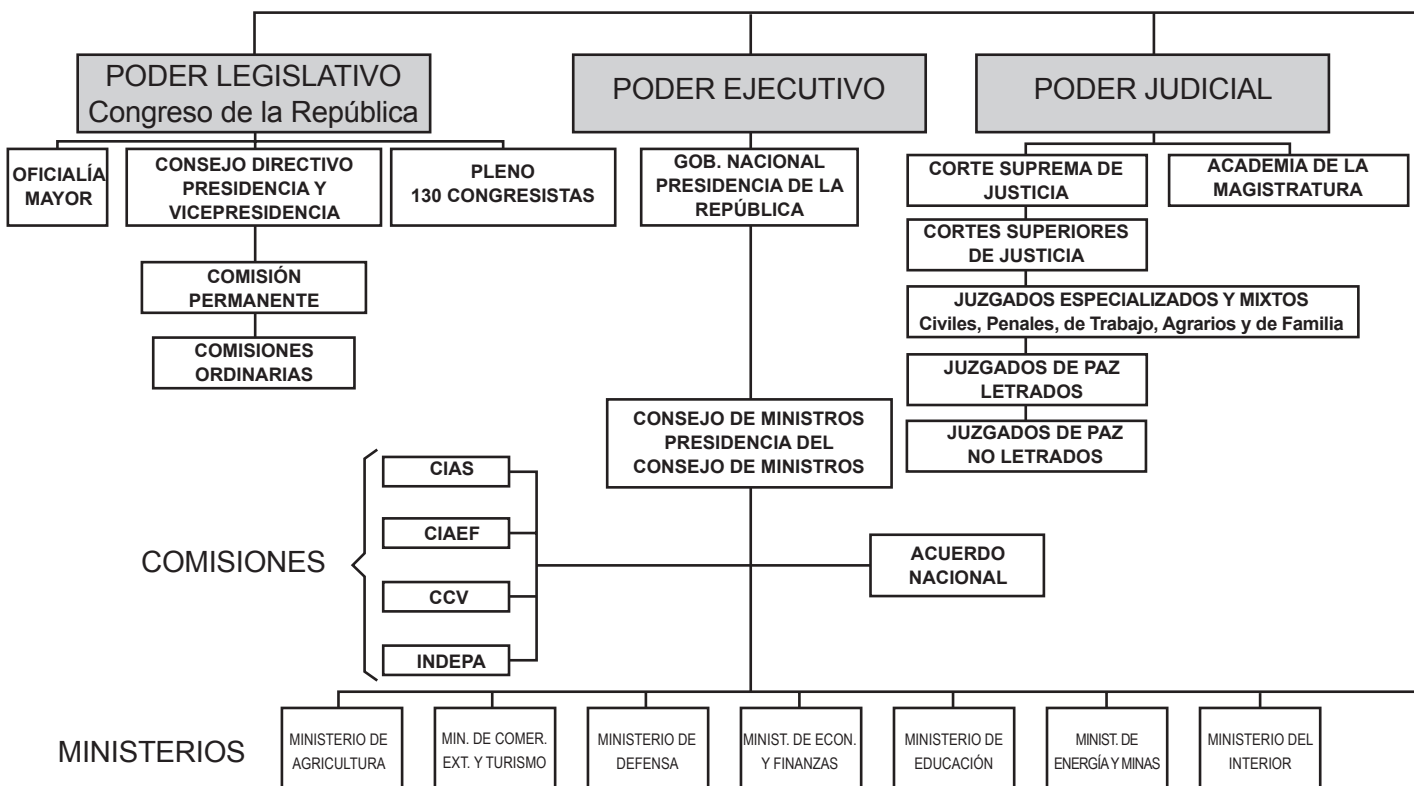 PODER LEGISLATIVO
Congreso de la República
PODER EJECUTIVO
PODER JUDICIAL
OFICIALÍA
MAYOR
CONSEJO DIRECTIVO
PRESIDENCIA Y
VICEPRESIDENCIA
PLENO
130 CONGRESISTAS
GOB. NACIONAL
PRESIDENCIA DE LA
REPÚBLICA
CORTE SUPREMA DE
JUSTICIA
ACADEMIA DE LA
MAGISTRATURA
CORTES SUPERIORES
DE JUSTICIA
COMISIÓN
PERMANENTE
JUZGADOS ESPECIALIZADOS Y MIXTOS
Civiles, Penales, de Trabajo, Agrarios y de Familia
COMISIONES
ORDINARIAS
JUZGADOS DE PAZ
LETRADOS
CONSEJO DE MINISTROS
PRESIDENCIA DEL
CONSEJO DE MINISTROS
JUZGADOS DE PAZ
NO LETRADOS
COMISIONES
CIAS
CIAEF
CCV
INDEPA
ACUERDO
NACIONAL
MINISTERIOS
MINISTERIO DE
AGRICULTURA
MIN. DE COMER.
EXT. Y TURISMO
MINISTERIO DE
DEFENSA
MINIST. DE ECON.
Y FINANZAS
MINISTERIO DE
EDUCACIÓN
MINIST. DE
ENERGÍA Y MINAS
MINISTERIO DEL
INTERIOR